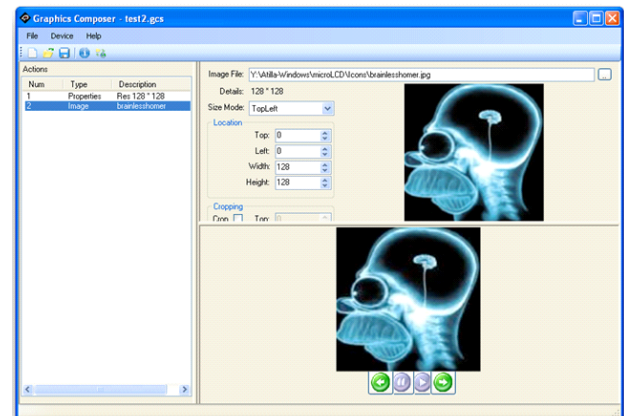 Graphics Composer - test2.gcs
File Device Help
Actions
Num Type Description
1 Properties Res 128 * 128
2 Image brainlesshomer
Image File: Y:\Atilla-Windows\microLCD\Icons\brainlesshomer.jpg ...
Details: 128 * 128
Size Mode: TopLeft
Location
Top: 0
Left: 0
Width: 128
Height: 128
Cropping
Crop Top: 0